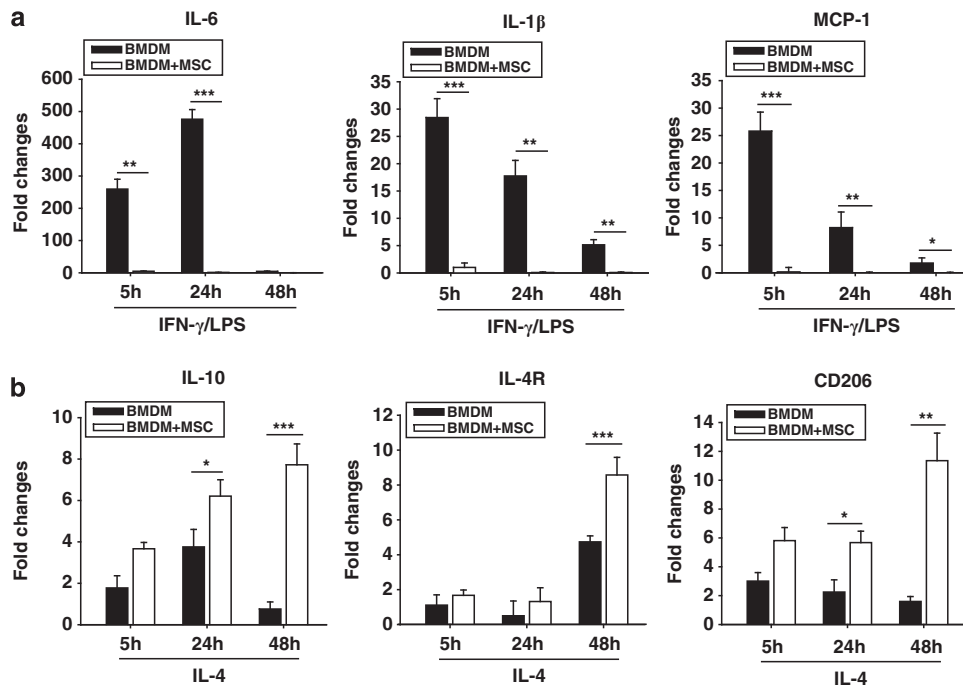 a
IL-6
BMDM
BMDM+MSC
Fold changes
600
500
400
300
200
100
0
**
***
5h 24h 48h
IFN-γ/LPS
IL-1β
BMDM
BMDM+MSC
Fold changes
35
30
25
20
15
10
5
0
***
**
**
5h 24h 48h
IFN-γ/LPS
MCP-1
BMDM
BMDM+MSC
Fold changes
35
30
25
20
15
10
5
0
***
**
*
5h 24h 48h
IFN-γ/LPS
b
IL-10
BMDM
BMDM+MSC
Fold changes
10
8
6
4
2
0
*
***
5h 24h 48h
IL-4
IL-4R
BMDM
BMDM+MSC
Fold changes
12
10
8
6
4
2
0
***
5h 24h 48h
IL-4
CD206
BMDM
BMDM+MSC
Fold changes
14
12
10
8
6
4
2
0
*
**
5h 24h 48h
IL-4